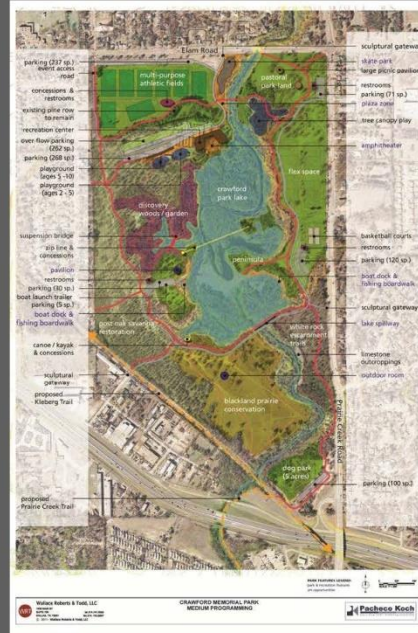 Elam Road
parking (237 sp.)
event access
road
concessions &
restrooms
existing pine row
to remain
recreation center
over flow parking
(262 sp.)
parking (268 sp.)
playground
(ages 5 -10)
playground
(ages 2 - 5)
suspension bridge
zip line &
concessions
pavilion
restrooms
parking (30 sp.)
boat launch trailer
parking (5 sp.)
boat dock &
fishing boardwalk
canoe / kayak
& concessions
sculptural
gateway
proposed
Kleberg Trail
proposed
Prairie Creek Trail
multi-purpose
athletic fields
pastoral
park land
discovery
woods / garden
crawford
park lake
flex space
peninsula
post oak savannah
restoration
white rock
escarpment
trail
blackland prairie
conservation
dog park
(5 acres)
Prairie Creek Road
sculptural gateway
skate park
large picnic pavilion
restrooms
parking (71 sp.)
plaza zone
tree canopy play
amphitheater
basketball courts
restrooms
parking (120 sp.)
boat dock &
fishing boardwalk
sculptural gateway
lake spillway
limestone
outcroppings
outdoor room
parking (100 sp.)
PARK FEATURES LEGEND:
WRT
Wallace Roberts & Todd, LLC
CRAWFORD MEMORIAL PARK
MEDIUM PROGRAMMING
Pacheco Koch